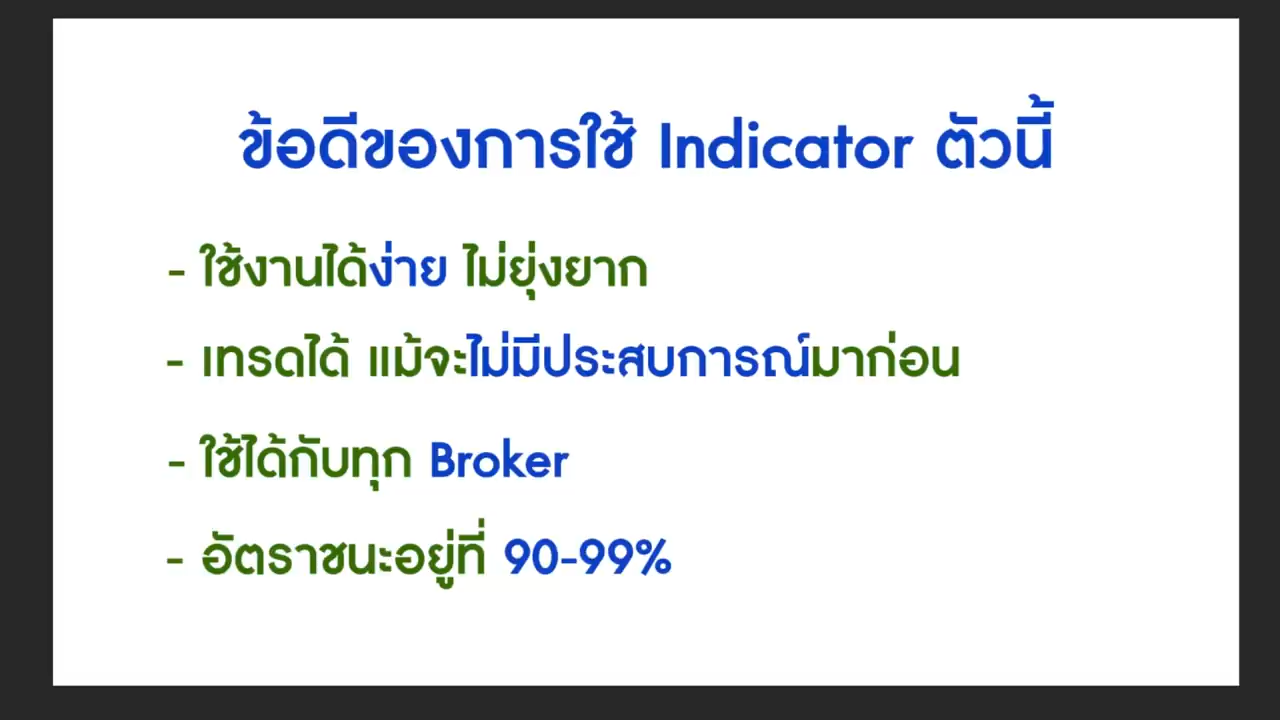 ข้อดีของการใช้ Indicator ตัวนี้
- ใช้งานได้ง่าย ไม่ยุ่งยาก
- เทรดได้ แม้จะไม่มีประสบการณ์มาก่อน
- ใช้ได้กับทุก Broker
- อัตราชนะอยู่ที่ 90-99%